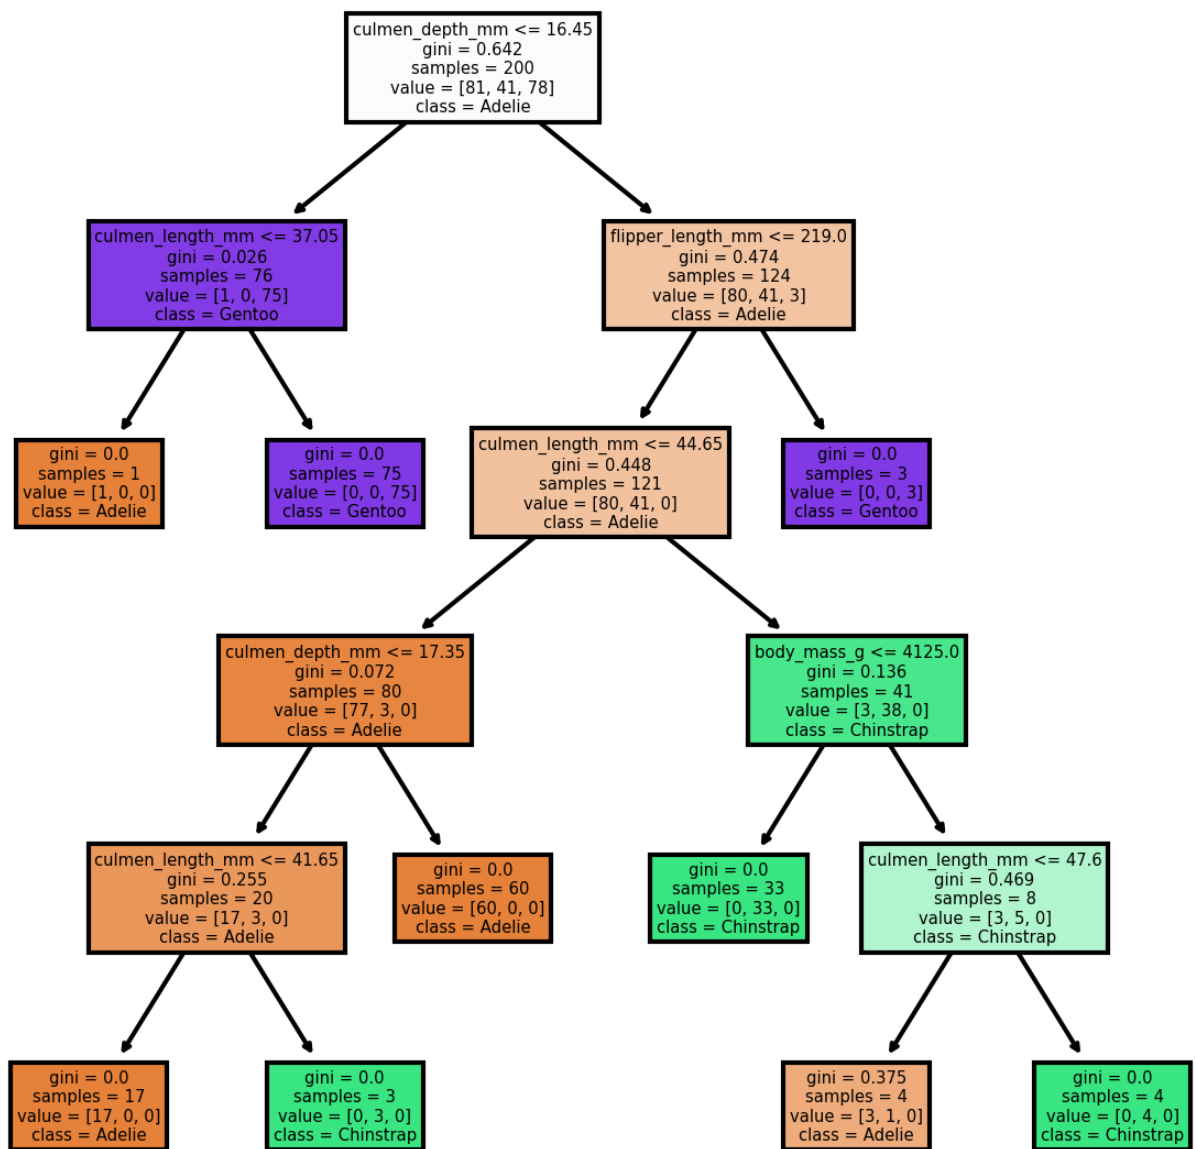 culmen_depth_mm <= 16.45
gini = 0.642
samples = 200
value = [81, 41, 78]
class = Adelie
culmen_length_mm <= 37.05
gini = 0.026
samples = 76
value = [1, 0, 75]
class = Gentoo
flipper_length_mm <= 219.0
gini = 0.474
samples = 124
value = [80, 41, 3]
class = Adelie
gini = 0.0
samples = 1
value = [1, 0, 0]
class = Adelie
gini = 0.0
samples = 75
value = [0, 0, 75]
class = Gentoo
culmen_length_mm <= 44.65
gini = 0.448
samples = 121
value = [80, 41, 0]
class = Adelie
gini = 0.0
samples = 3
value = [0, 0, 3]
class = Gentoo
culmen_depth_mm <= 17.35
gini = 0.072
samples = 80
value = [77, 3, 0]
class = Adelie
body_mass_g <= 4125.0
gini = 0.136
samples = 41
value = [3, 38, 0]
class = Chinstrap
culmen_length_mm <= 41.65
gini = 0.255
samples = 20
value = [17, 3, 0]
class = Adelie
gini = 0.0
samples = 60
value = [60, 0, 0]
class = Adelie
gini = 0.0
samples = 33
value = [0, 33, 0]
class = Chinstrap
culmen_length_mm <= 47.6
gini = 0.469
samples = 8
value = [3, 5, 0]
class = Chinstrap
gini = 0.0
samples = 17
value = [17, 0, 0]
class = Adelie
gini = 0.0
samples = 3
value = [0, 3, 0]
class = Chinstrap
gini = 0.375
samples = 4
value = [3, 1, 0]
class = Adelie
gini = 0.0
samples = 4
value = [0, 4, 0]
class = Chinstrap